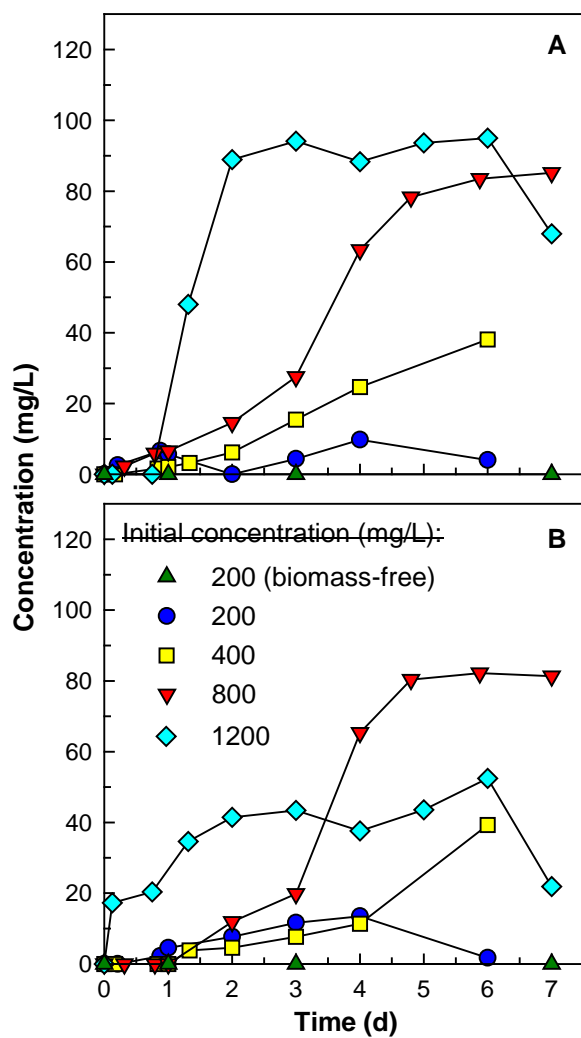 120
A
100
80
60
40
20
0
Concentration (mg/L)
Initial concentration (mg/L):
B
120
200 (biomass-free)
100
200
400
80
800
1200
60
40
20
0
0 1 2 3 4 5 6 7
Time (d)